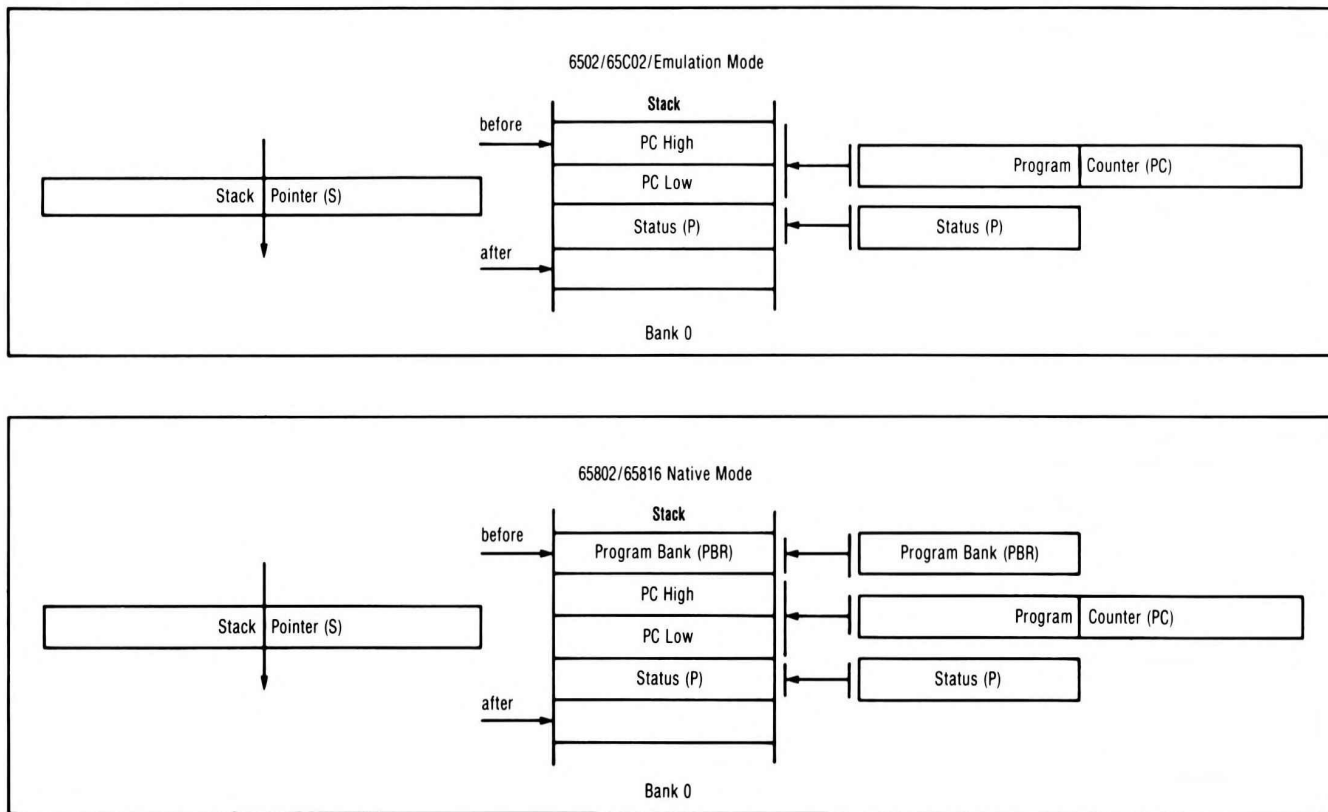 6502/65C02/Emulation Mode
Stack
before
PC High
Program Counter (PC)
PC Low
Stack Pointer (S)
Status (P)
Status (P)
after
Bank 0
65802/65816 Native Mode
Stack
before
Program Bank (PBR)
Program Bank (PBR)
PC High
Program Counter (PC)
Stack Pointer (S)
PC Low
Status (P)
Status (P)
after
Bank 0